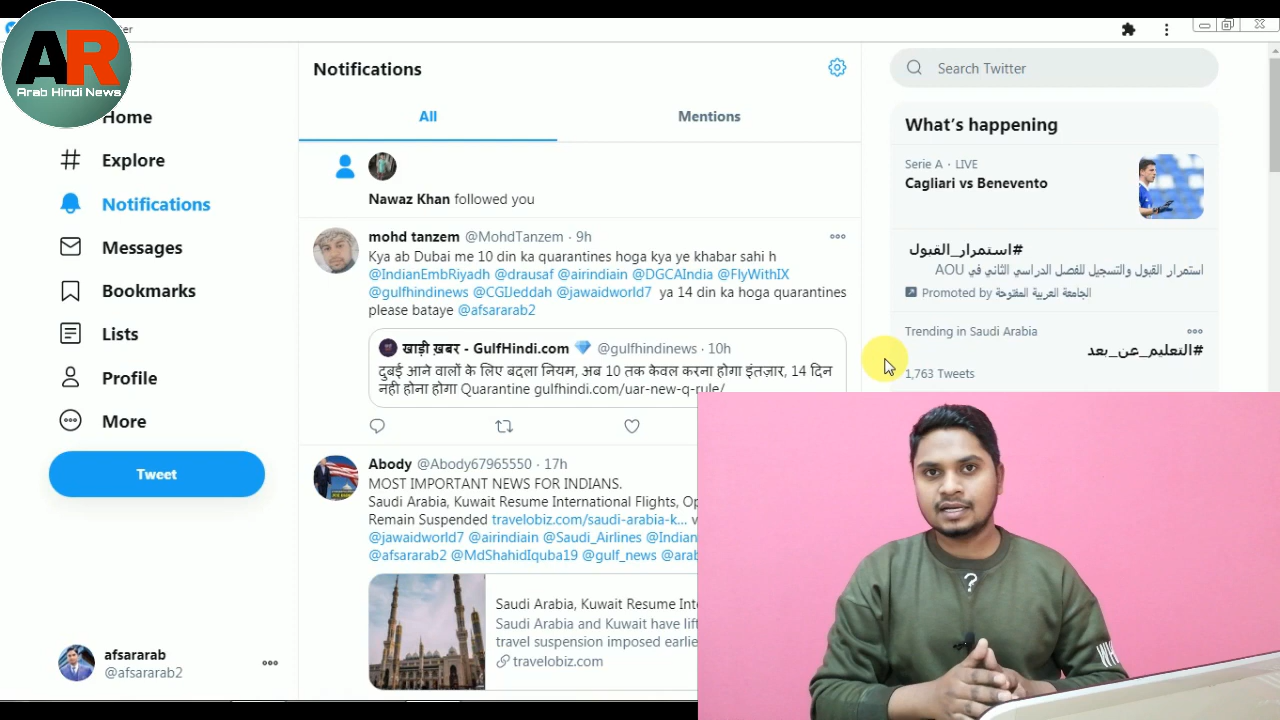 AR
Arab Hindi News
Home
Explore
Notifications
Messages
Bookmarks
Lists
Profile
More
Tweet
afsararab
@afsararab2
Notifications
All
Mentions
Nawaz Khan followed you
mohd tanzem @MohdTanzem · 9h
Kya ab Dubai me 10 din ka quarantines hoga kya ye khabar sahi h
@IndianEmbRiyadh @drausaf @airindiain @DGCAIndia @FlyWithIX
@gulfhindinews @CGIJeddah @jawaidworld7 ya 14 din ka hoga quarantines
please bataye @afsararab2
खाड़ी ख़बर - GulfHindi.com 💎 @gulfhindinews · 10h
दुबई आने वालों के लिए बदला नियम, अब 10 तक केवल करना होगा इंतज़ार, 14 दिन
नही होना होगा Quarantine gulfhindi.com/uar-new-q-rule/
Abody @Abody67965550 · 17h
MOST IMPORTANT NEWS FOR INDIANS.
Saudi Arabia, Kuwait Resume International Flights, Op
Remain Suspended travelobiz.com/saudi-arabia-k...
@jawaidworld7 @airindiain @Saudi_Airlines @Indian
@afsararab2 @MdShahidIquba19 @gulf_news @arab
Saudi Arabia, Kuwait Resume Inte
Saudi Arabia and Kuwait have lift
travel suspension imposed earlie
travelobiz.com
Search Twitter
What's happening
Serie A · LIVE
Cagliari vs Benevento
#استمرار_القبول
استمرار القبول والتسجيل للفصل الدراسي الثاني في AOU
Promoted by الجامعة العربية المفتوحة
Trending in Saudi Arabia
#التعليم_عن_بعد
1,763 Tweets
?